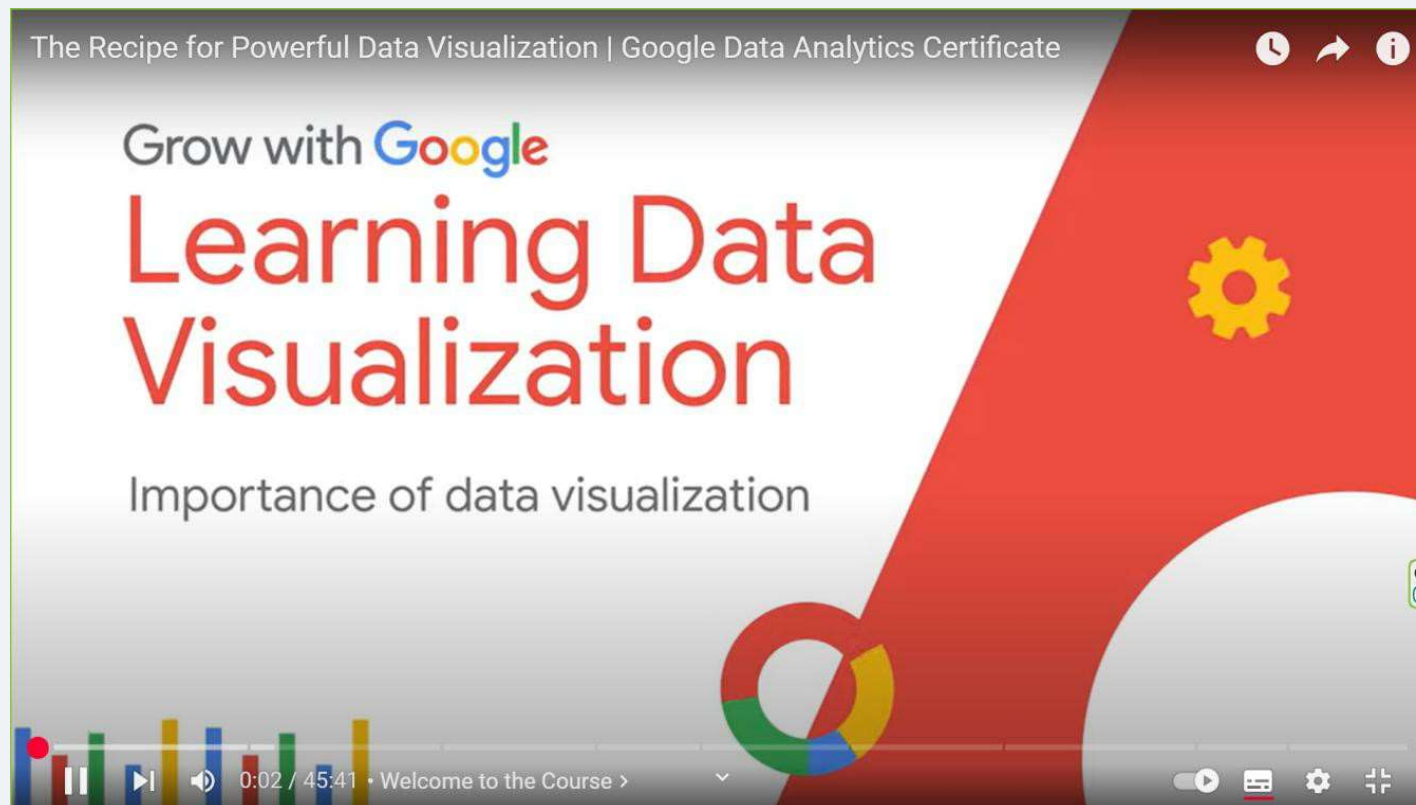 The Recipe for Powerful Data Visualization | Google Data Analytics Certificate
Grow with Google
Learning Data
Visualization
Importance of data visualization
0:02 / 45:41 • Welcome to the Course >